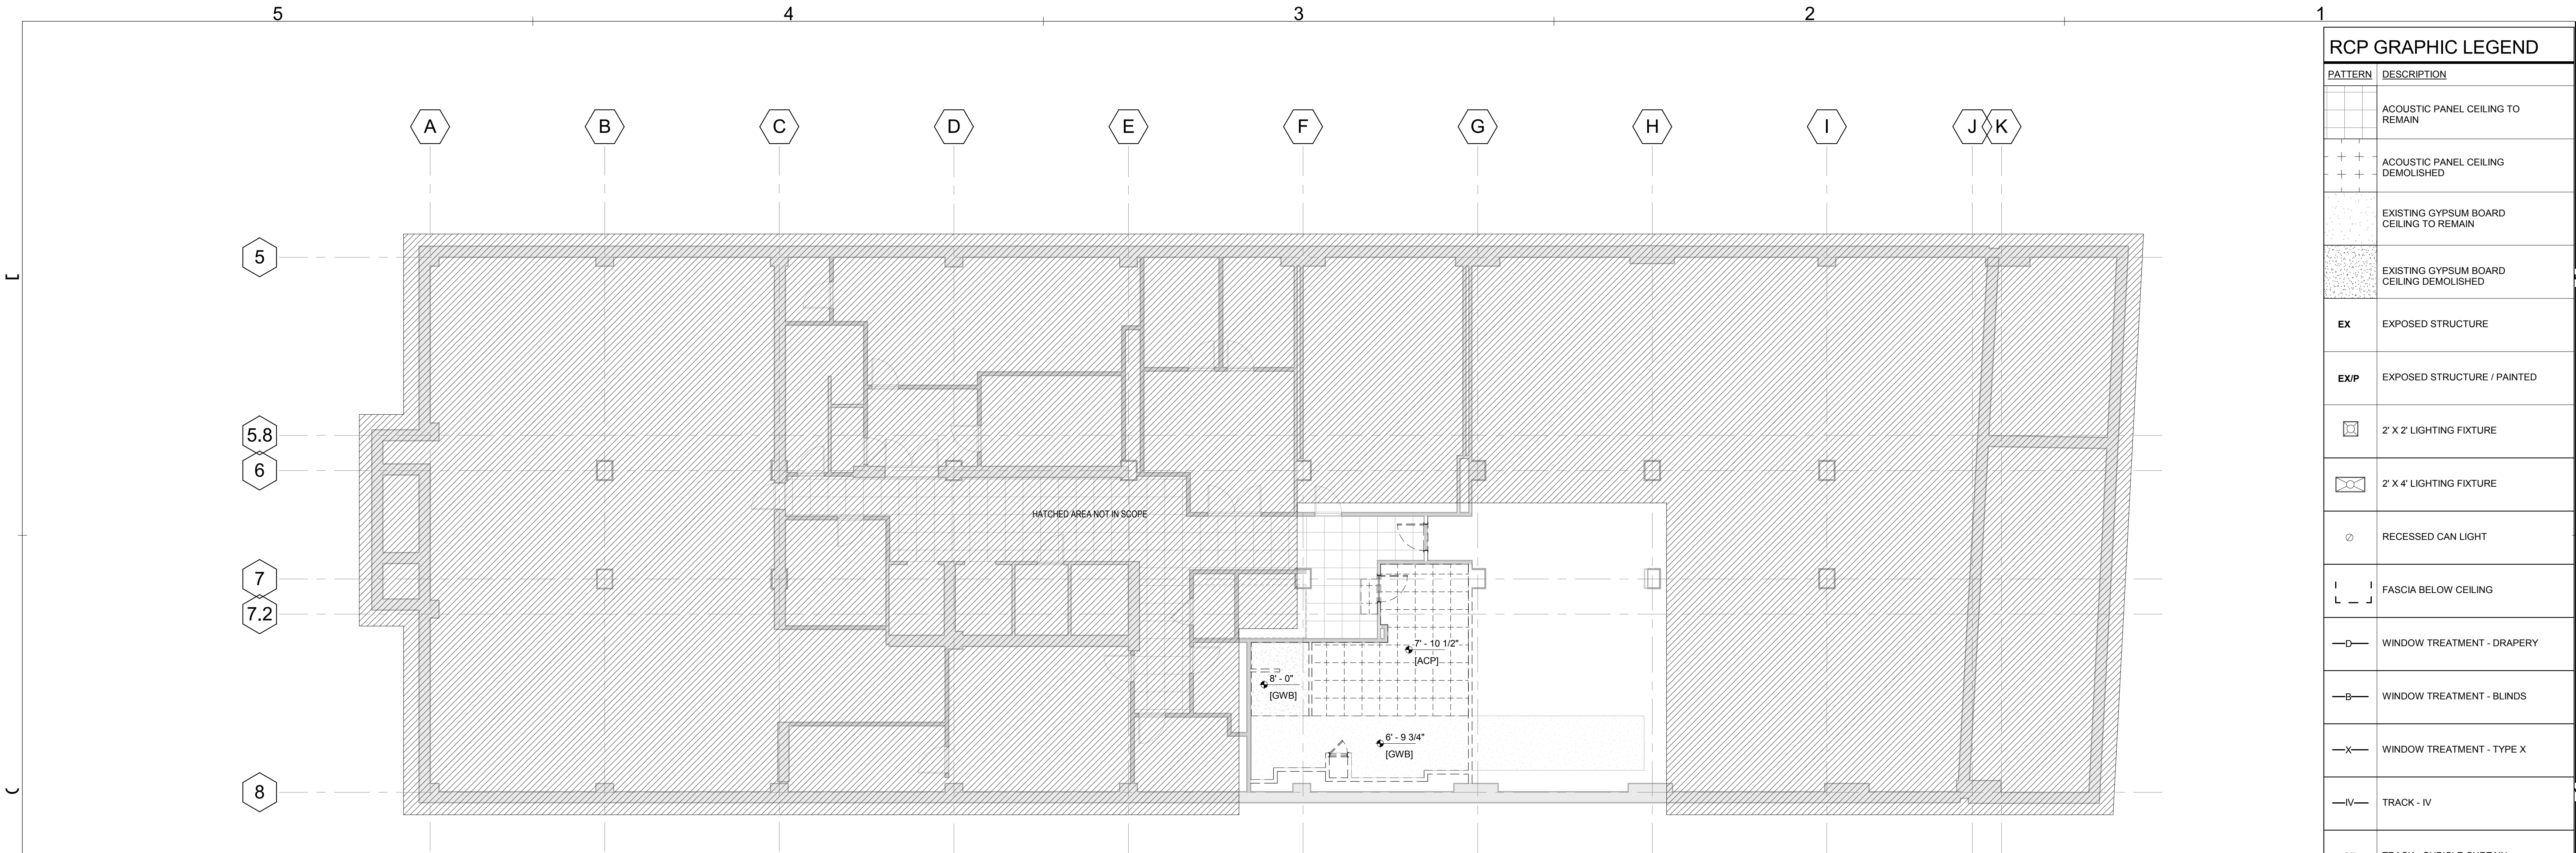 5 4 3 2 1
RCP GRAPHIC LEGEND
PATTERN DESCRIPTION
ACOUSTIC PANEL CEILING TO
REMAIN
ACOUSTIC PANEL CEILING
DEMOLISHED
EXISTING GYPSUM BOARD
CEILING TO REMAIN
EXISTING GYPSUM BOARD
CEILING DEMOLISHED
EX EXPOSED STRUCTURE
EX/P EXPOSED STRUCTURE / PAINTED
2' X 2' LIGHTING FIXTURE
2' X 4' LIGHTING FIXTURE
RECESSED CAN LIGHT
FASCIA BELOW CEILING
D WINDOW TREATMENT - DRAPERY
B WINDOW TREATMENT - BLINDS
X WINDOW TREATMENT - TYPE X
IV TRACK - IV
A B C D E F G H I J K
5
5.8
6
7
7.2
8
HATCHED AREA NOT IN SCOPE
7' - 10 1/2"
[ACP]
8' - 0"
[GWB]
6' - 9 3/4"
[GWB]